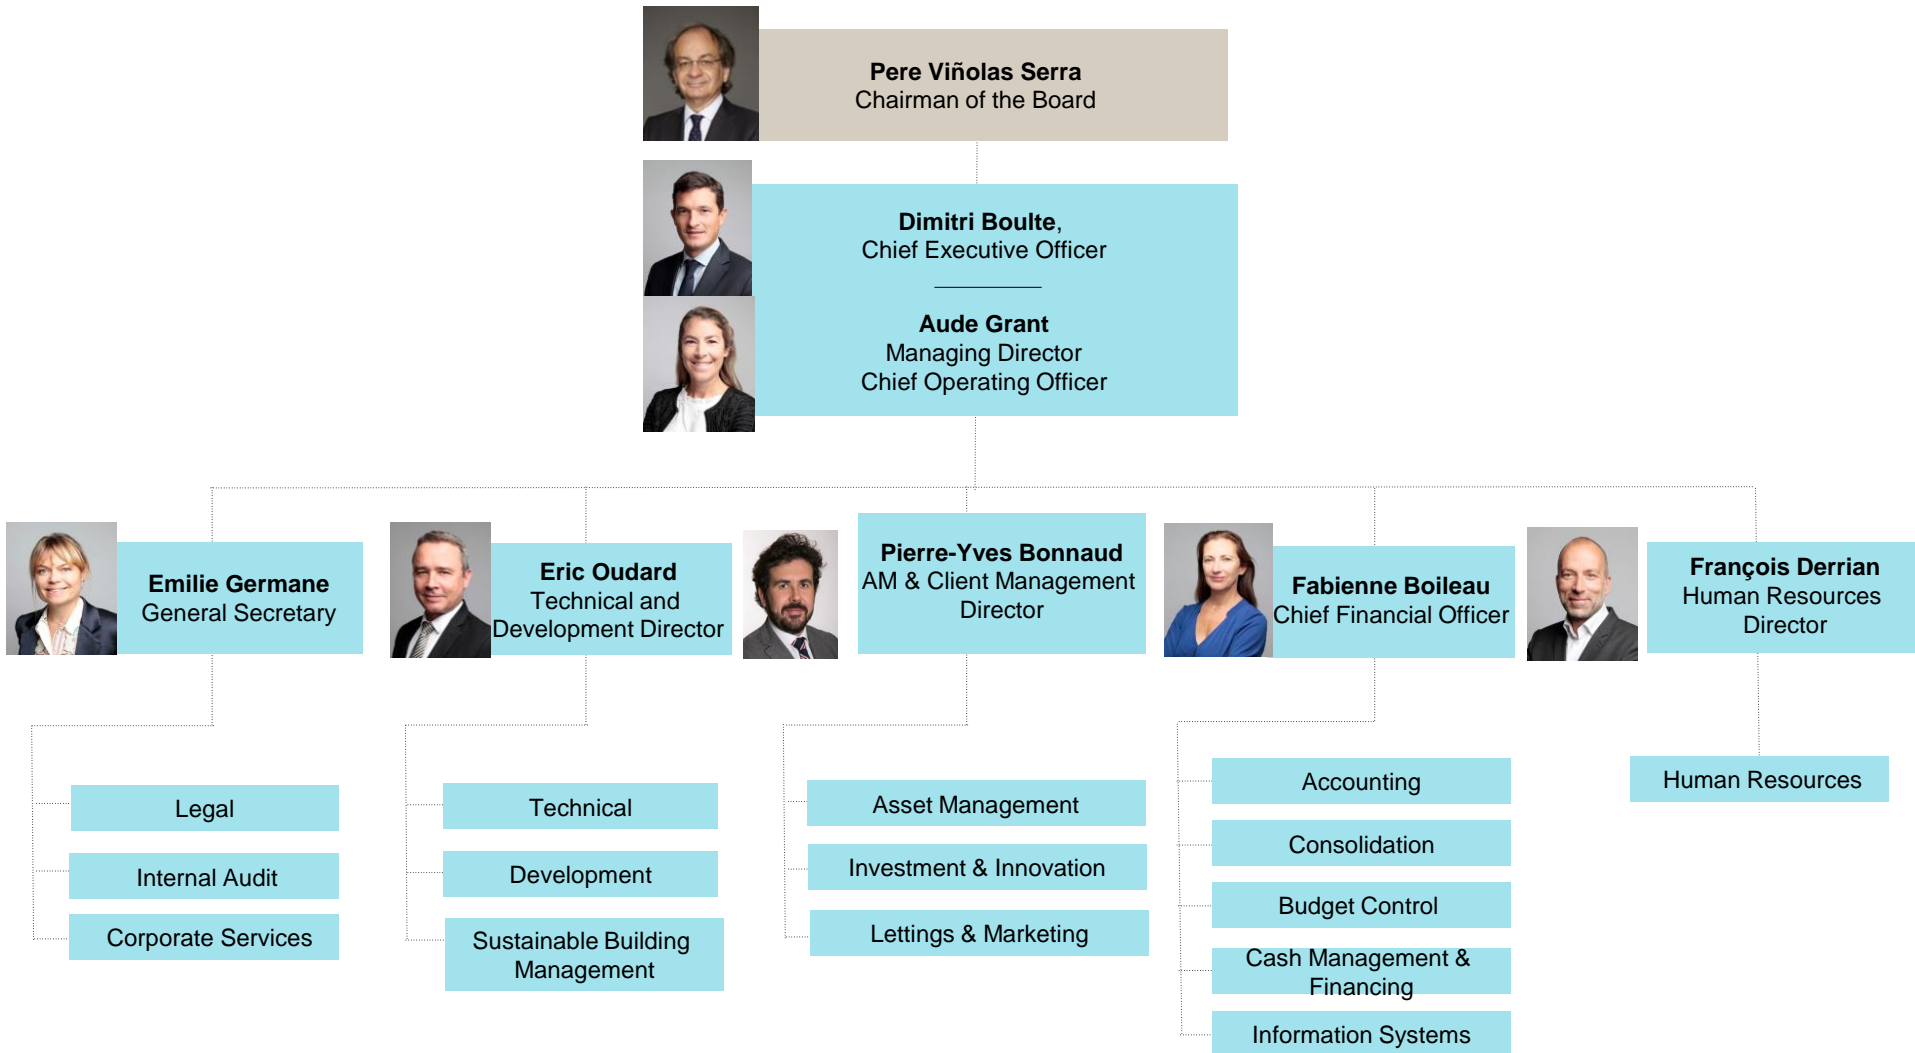 Pere Viñolas Serra
Chairman of the Board
Dimitri Boulte,
Chief Executive Officer
Aude Grant
Managing Director
Chief Operating Officer
Emilie Germane
General Secretary
Eric Oudard
Technical and
Development Director
Pierre-Yves Bonnaud
AM & Client Management
Director
Fabienne Boileau
Chief Financial Officer
François Derrian
Human Resources
Director
Legal
Internal Audit
Corporate Services
Technical
Development
Sustainable Building
Management
Asset Management
Investment & Innovation
Lettings & Marketing
Accounting
Consolidation
Budget Control
Cash Management &
Financing
Information Systems
Human Resources